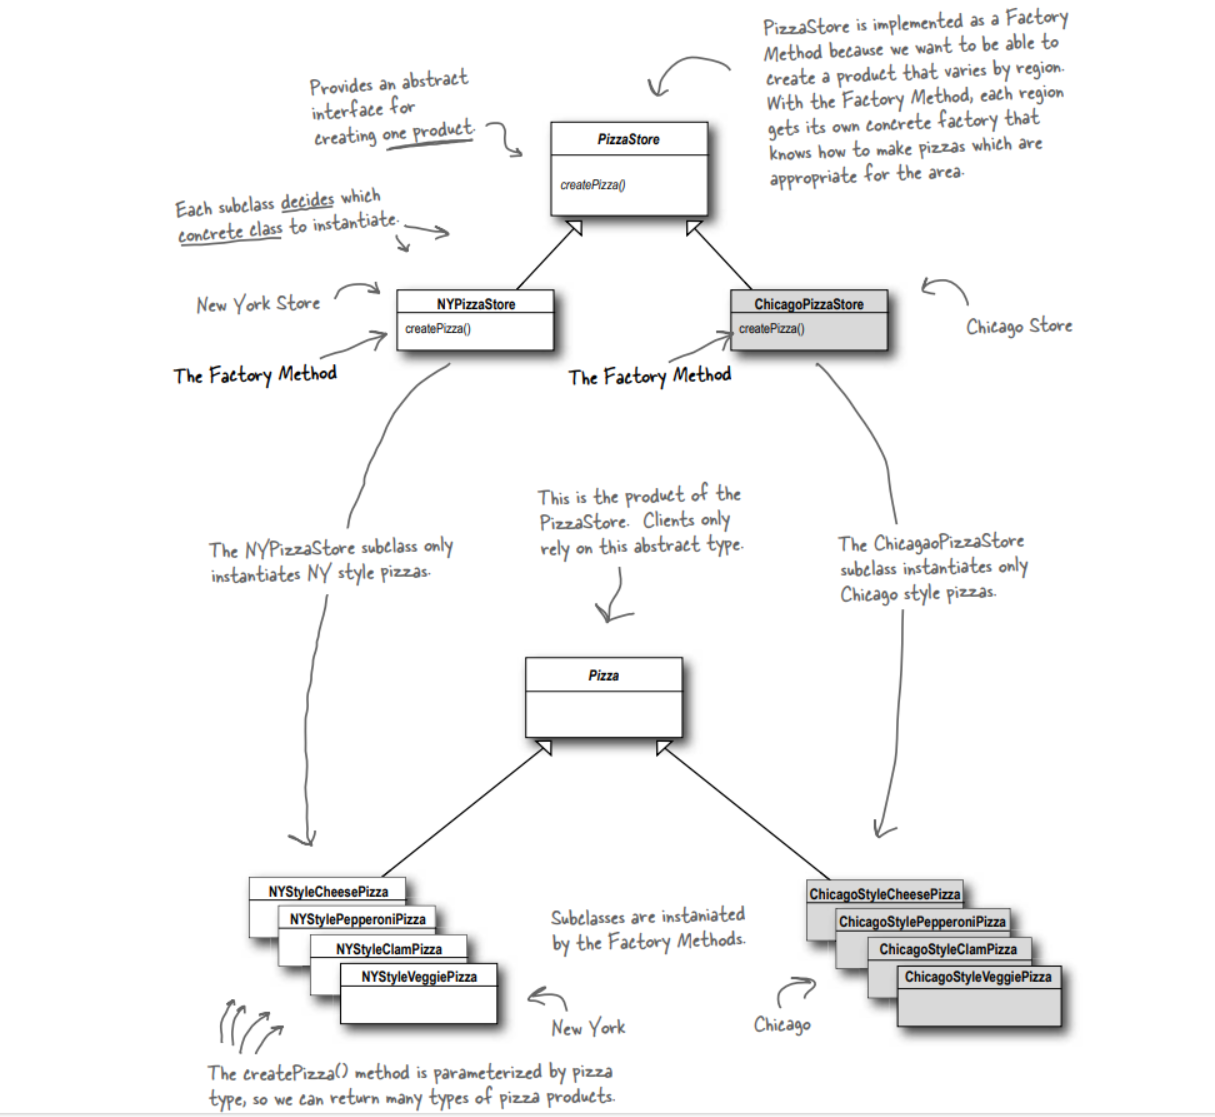 PizzaStore is implemented as a Factory
Method because we want to be able to
create a product that varies by region.
With the Factory Method, each region
gets its own concrete factory that
knows how to make pizzas which are
appropriate for the area.
Provides an abstract
interface for
creating one product.
PizzaStore
createPizza()
Each subclass decides which
concrete class to instantiate.
New York Store
NYPizzaStore
createPizza()
The Factory Method
ChicagoPizzaStore
createPizza()
The Factory Method
Chicago Store
This is the product of the
PizzaStore. Clients only
rely on this abstract type.
The NYPizzaStore subclass only
instantiates NY style pizzas.
The ChicagaoPizzaStore
subclass instantiates only
Chicago style pizzas.
Pizza
NYStyleCheesePizza
NYStylePepperoniPizza
NYStyleClamPizza
NYStyleVeggiePizza
Subclasses are instaniated
by the Factory Methods.
ChicagoStyleCheesePizza
ChicagoStylePepperoniPizza
ChicagoStyleClamPizza
ChicagoStyleVeggiePizza
New York
Chicago
The createPizza() method is parameterized by pizza
type, so we can return many types of pizza products.